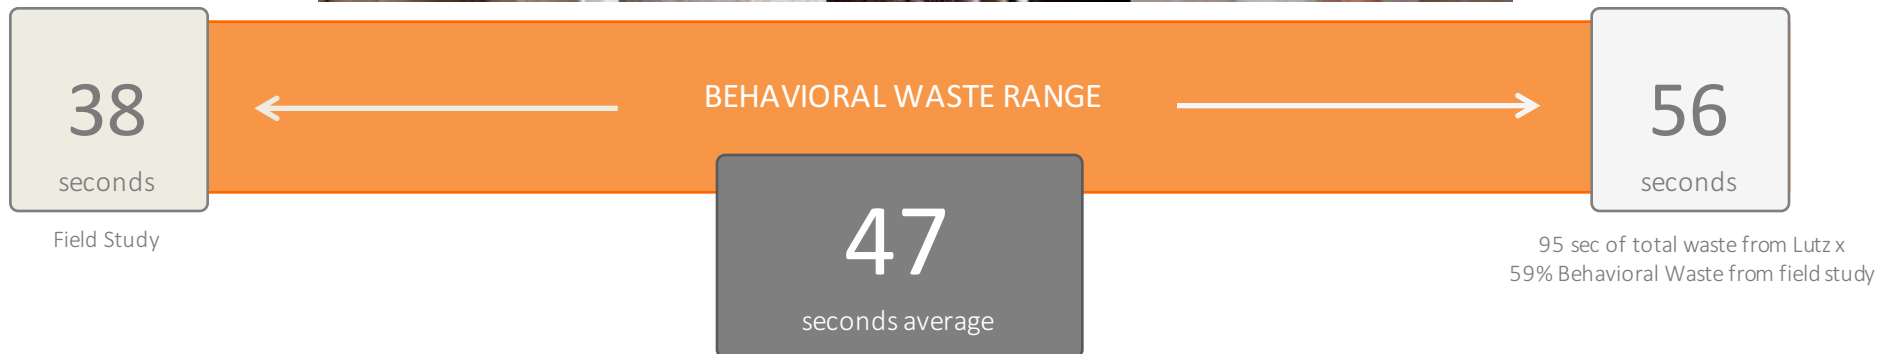 38
seconds
Field Study
BEHAVIORAL WASTE RANGE
47
seconds average
56
seconds
95 sec of total waste from Lutz x
59% Behavioral Waste from field study